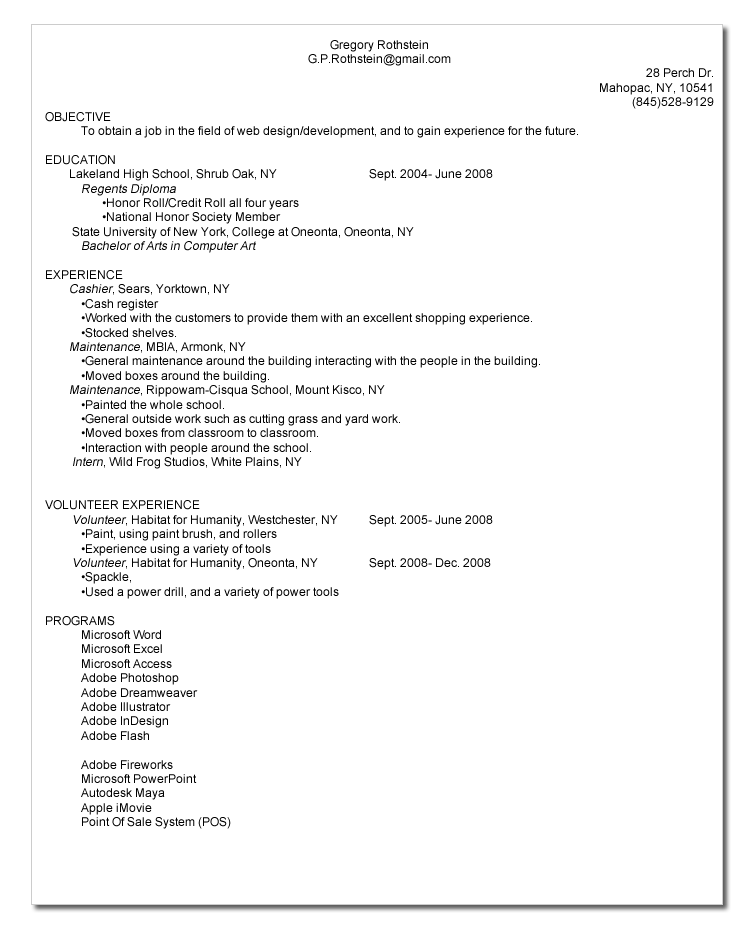 Gregory Rothstein
G.P.Rothstein@gmail.com
28 Perch Dr.
Mahopac, NY, 10541
(845)528-9129
OBJECTIVE
To obtain a job in the field of web design/development, and to gain experience for the future.
EDUCATION
Lakeland High School, Shrub Oak, NY Sept. 2004- June 2008
Regents Diploma
•Honor Roll/Credit Roll all four years
•National Honor Society Member
State University of New York, College at Oneonta, Oneonta, NY
Bachelor of Arts in Computer Art
EXPERIENCE
Cashier, Sears, Yorktown, NY
•Cash register
•Worked with the customers to provide them with an excellent shopping experience.
•Stocked shelves.
Maintenance, MBIA, Armonk, NY
•General maintenance around the building interacting with the people in the building.
•Moved boxes around the building.
Maintenance, Rippowam-Cisqua School, Mount Kisco, NY
•Painted the whole school.
•General outside work such as cutting grass and yard work.
•Moved boxes from classroom to classroom.
•Interaction with people around the school.
Intern, Wild Frog Studios, White Plains, NY
VOLUNTEER EXPERIENCE
Volunteer, Habitat for Humanity, Westchester, NY Sept. 2005- June 2008
•Paint, using paint brush, and rollers
•Experience using a variety of tools
Volunteer, Habitat for Humanity, Oneonta, NY Sept. 2008- Dec. 2008
•Spackle,
•Used a power drill, and a variety of power tools
PROGRAMS
Microsoft Word
Microsoft Excel
Microsoft Access
Adobe Photoshop
Adobe Dreamweaver
Adobe Illustrator
Adobe InDesign
Adobe Flash
Adobe Fireworks
Microsoft PowerPoint
Autodesk Maya
Apple iMovie
Point Of Sale System (POS)